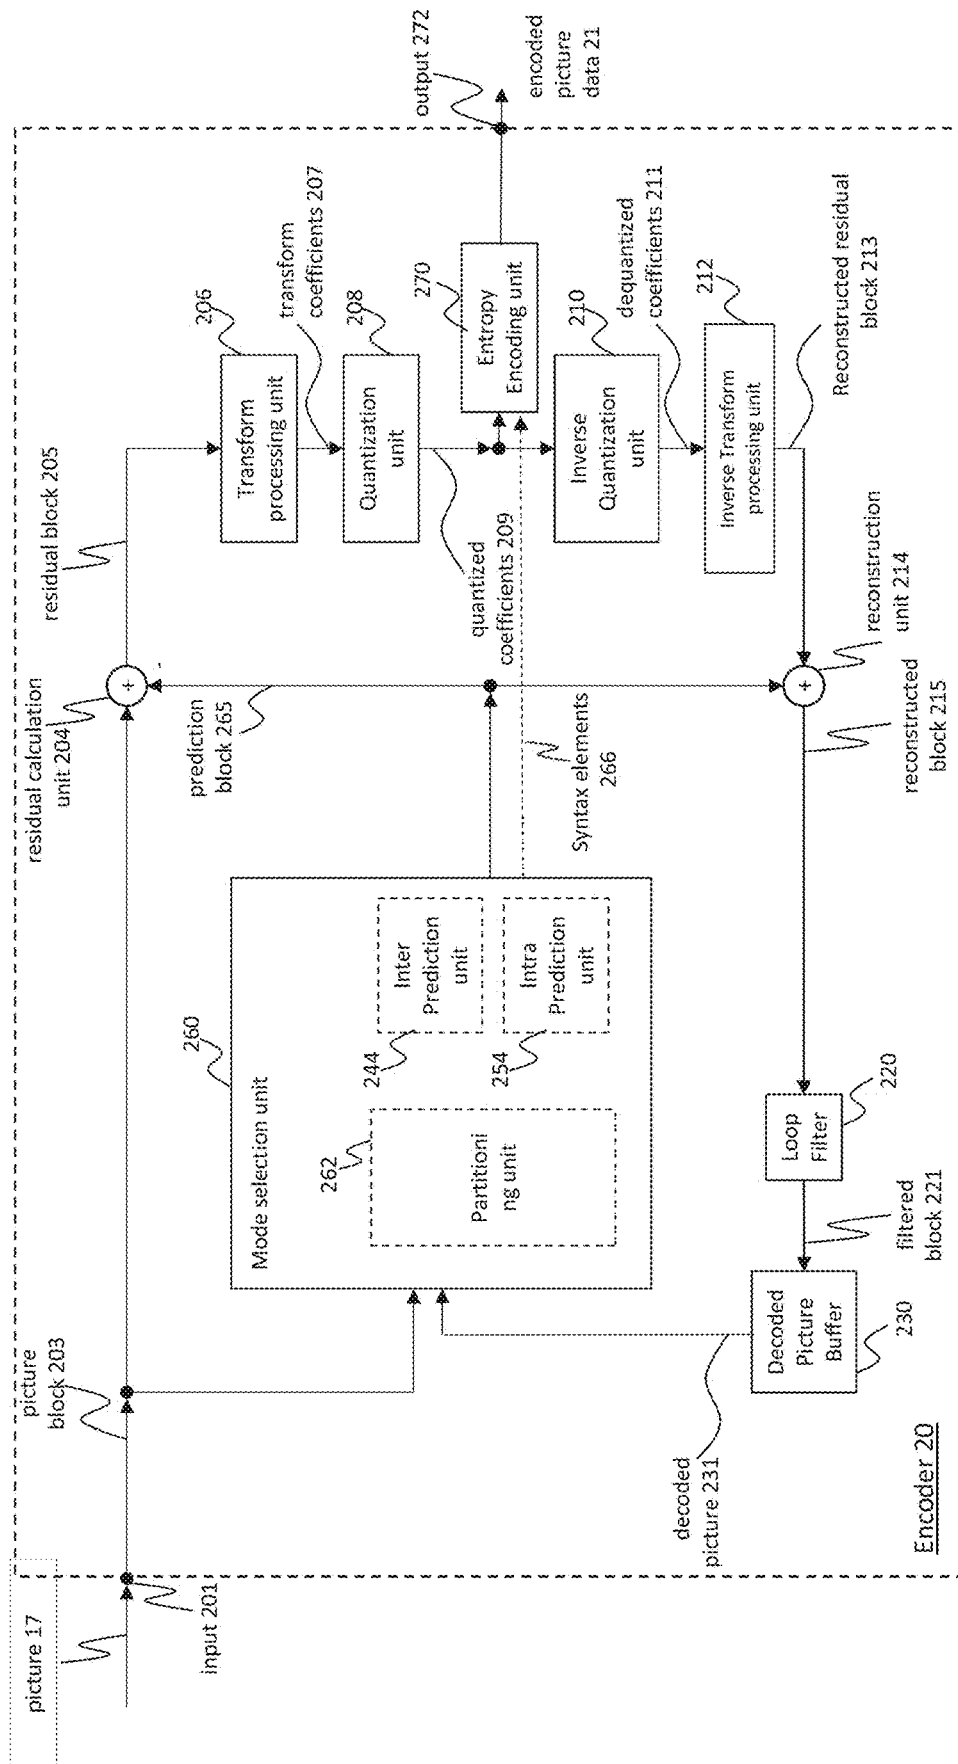 picture 17
input 201
picture
block 203
residual calculation
unit 204
residual block 205
206
Transform
processing unit
transform
coefficients 207
208
Quantization
unit
quantized
coefficients 209
270
Entropy
Encoding unit
output 272
encoded
picture
data 21
210
Inverse
Quantization
unit
dequantized
coefficients 211
212
Inverse Transform
processing unit
Reconstructed residual
block 213
reconstruction
unit 214
reconstructed
block 215
prediction
block 265
Syntax elements
266
260
Mode selection unit
262
Partitioni
ng unit
244
Inter
Prediction
unit
254
Intra
Prediction
unit
220
Loop
Filter
filtered
block 221
Decoded
Picture
Buffer
230
decoded
picture 231
Encoder 20
+
+